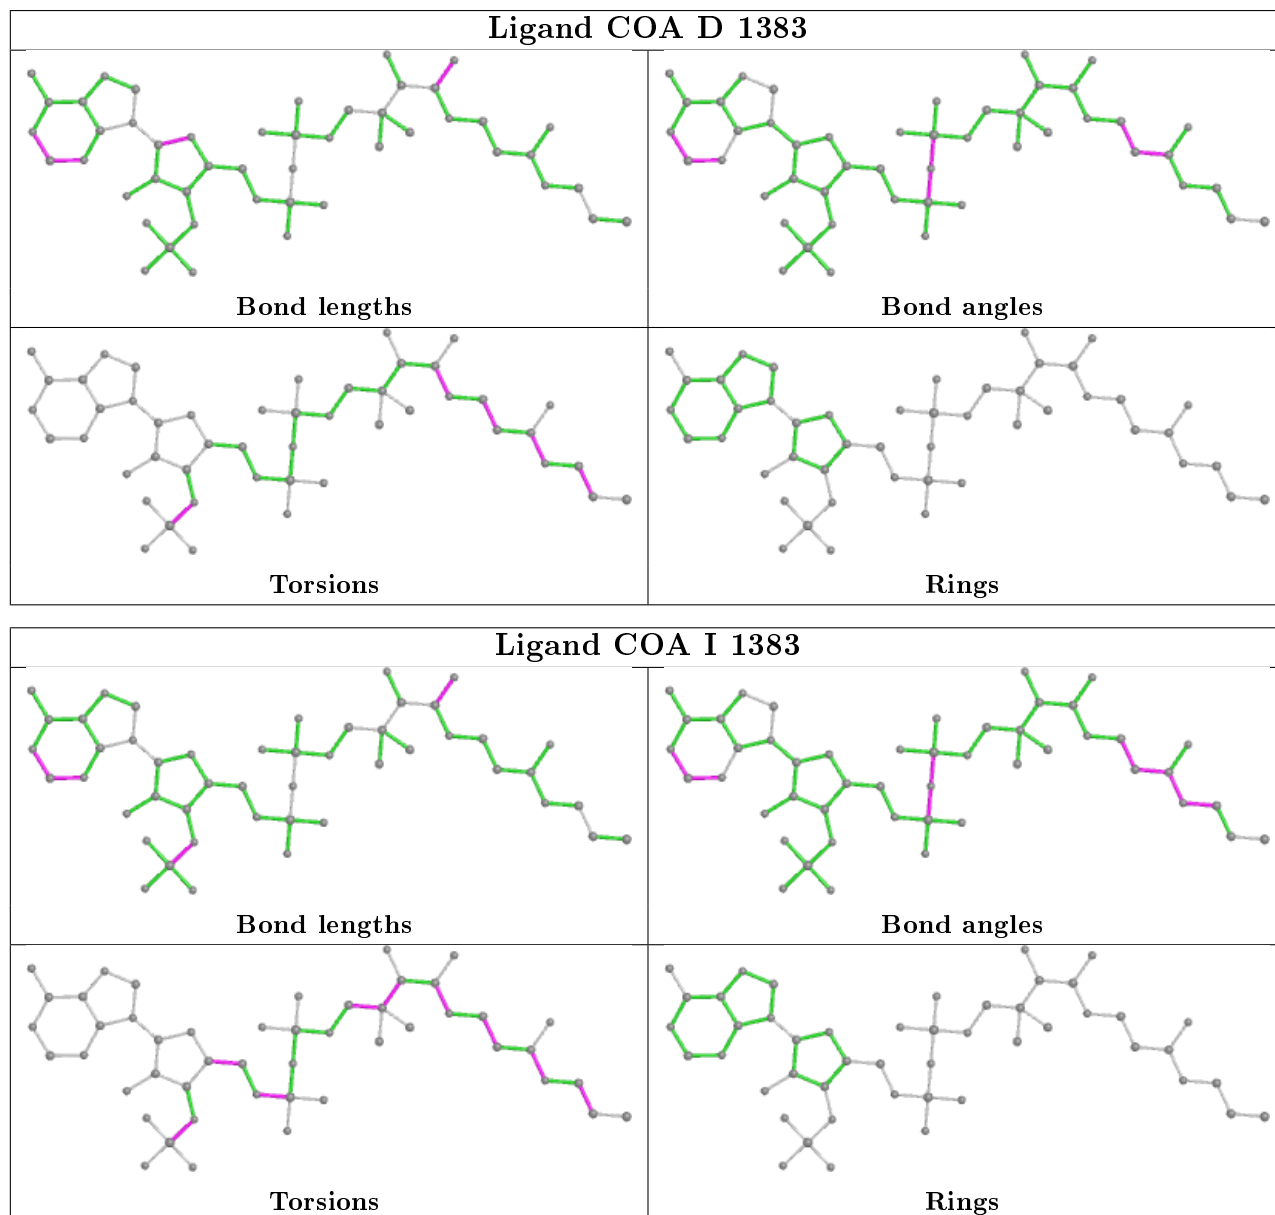 Ligand COA D 1383
Bond lengths
Bond angles
Torsions
Rings
Ligand COA I 1383
Bond lengths
Bond angles
Torsions
Rings